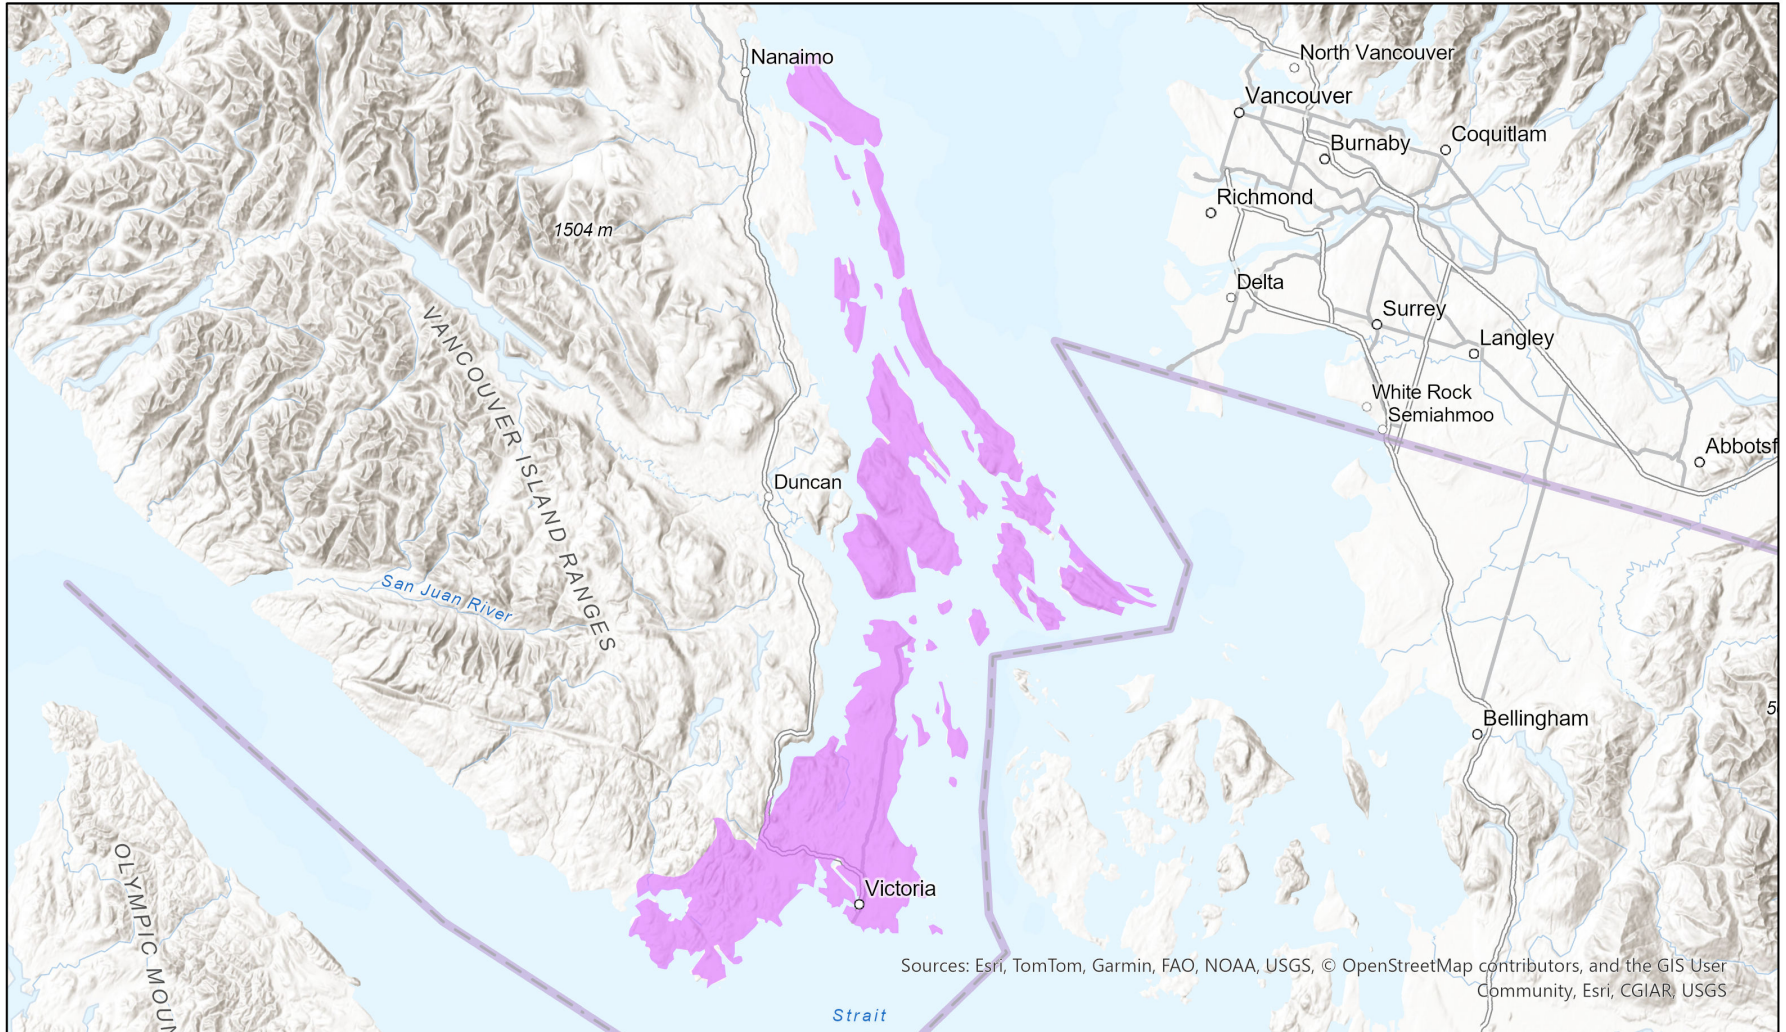 Nanaimo
North Vancouver
Vancouver
Coquitlam
Burnaby
Richmond
1504 m
Delta
Surrey
Langley
VANCOUVER ISLAND RANGES
White Rock
Semiahmoo
Abbotsf
Duncan
San Juan River
5
Bellingham
OLYMPIC MOUN
Victoria
Sources: Esri, TomTom, Garmin, FAO, NOAA, USGS, © OpenStreetMap contributors, and the GIS User
Community, Esri, CGIAR, USGS
Strait